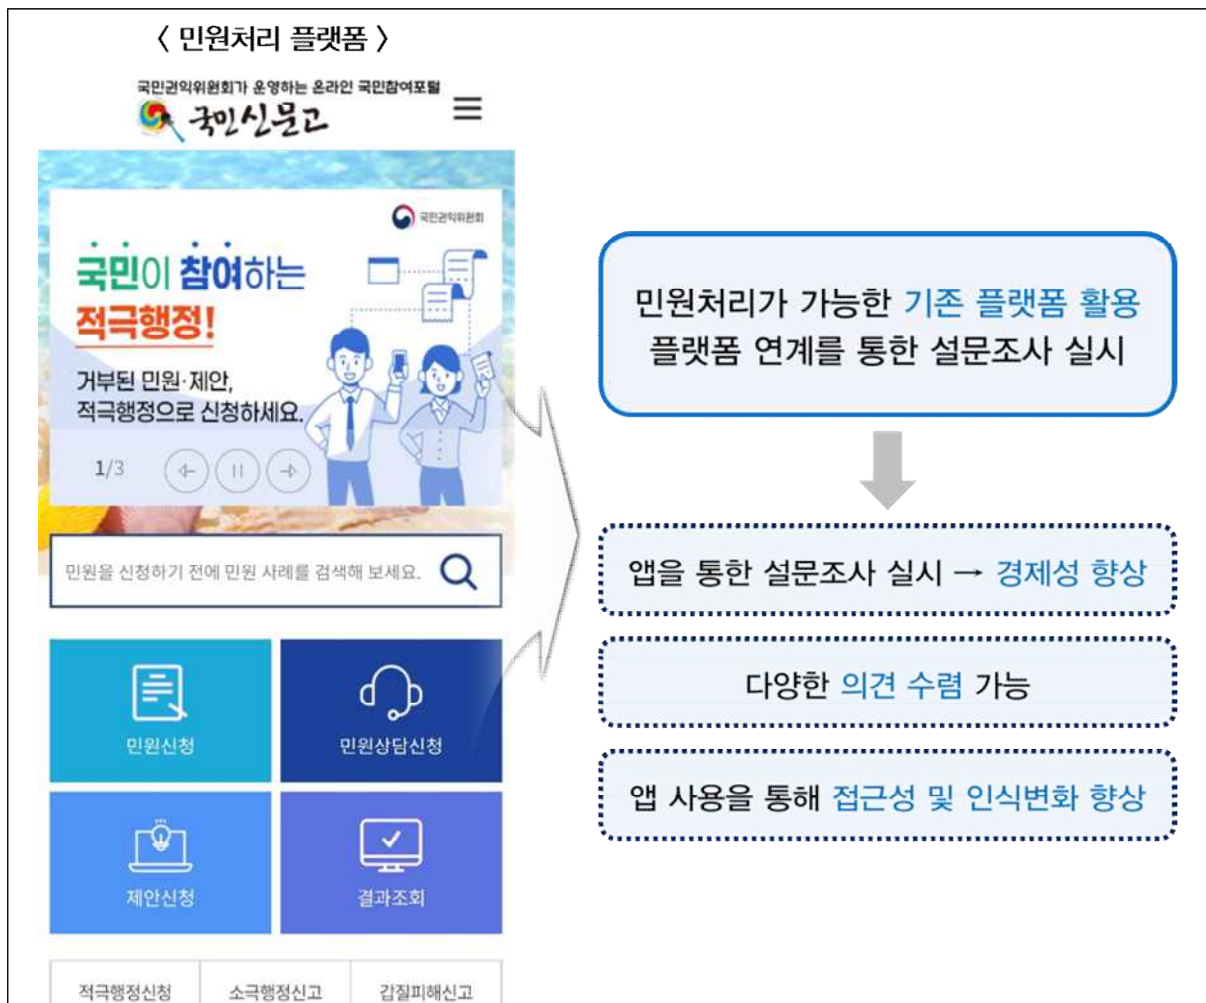 〈 민원처리 플랫폼 〉
국민권익위원회가 운영하는 온라인 국민참여포털
국민신문고
국민권익위원회
국민이 참여하는
적극행정!
거부된 민원·제안,
적극행정으로 신청하세요.
1/3
민원을 신청하기 전에 민원 사례를 검색해 보세요.
민원신청
민원상담신청
제안신청
결과조회
적극행정신청
소극행정신고
갑질피해신고
민원처리가 가능한 기존 플랫폼 활용
플랫폼 연계를 통한 설문조사 실시
앱을 통한 설문조사 실시 → 경제성 향상
다양한 의견 수렴 가능
앱 사용을 통해 접근성 및 인식변화 향상